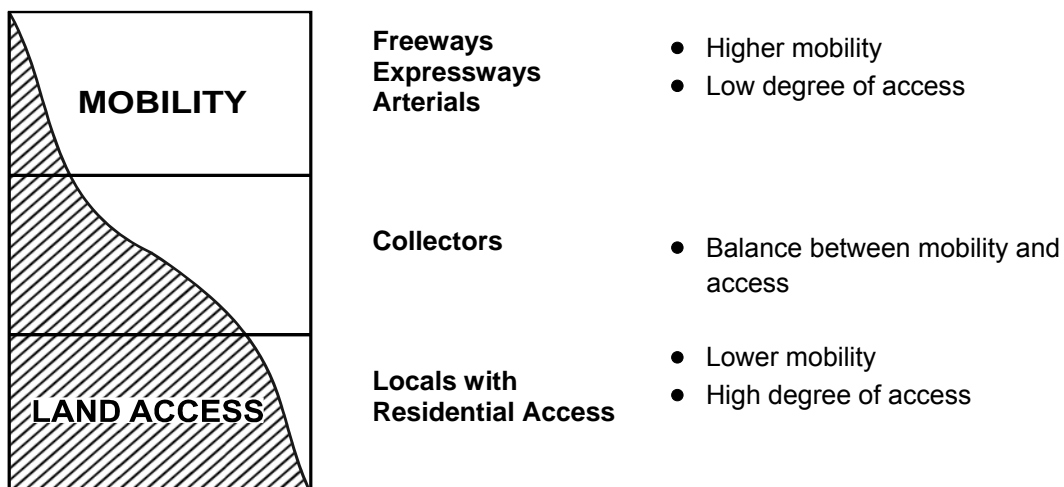 MOBILITY
Freeways
Expressways
Arterials
● Higher mobility
● Low degree of access
Collectors
● Balance between mobility and
access
LAND ACCESS
Locals with
Residential Access
● Lower mobility
● High degree of access